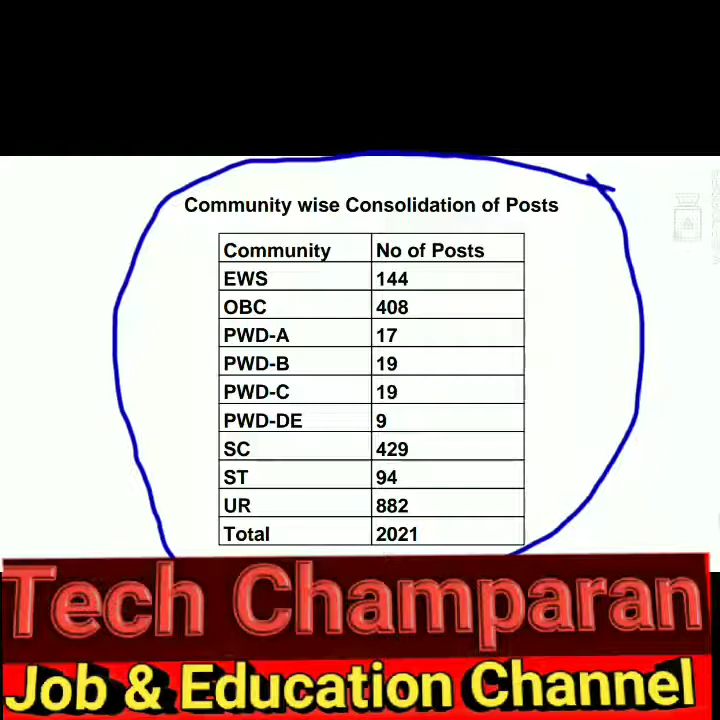 Community wise Consolidation of Posts
Community No of Posts
EWS 144
OBC 408
PWD-A 17
PWD-B 19
PWD-C 19
PWD-DE 9
SC 429
ST 94
UR 882
Total 2021
Tech Champaran
Job & Education Channel